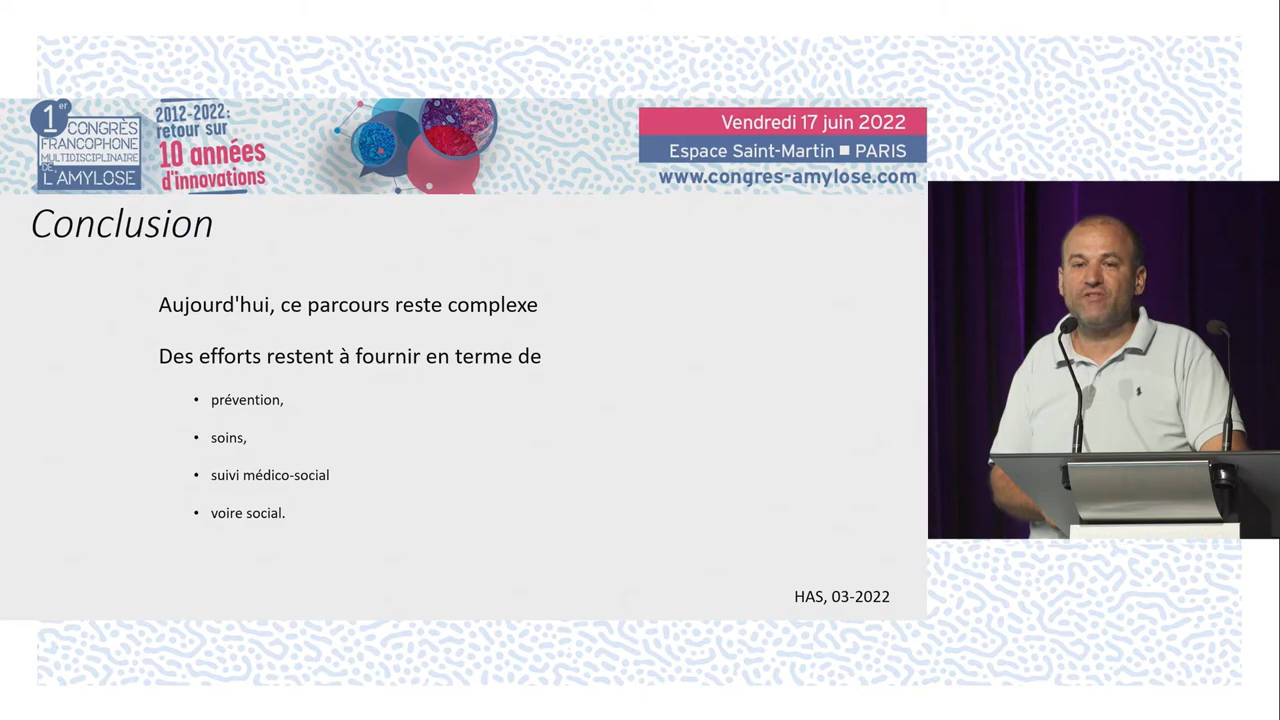 1er
CONGRÈS
FRANCOPHONE
MULTIDISCIPLINAIRE
DE
L'AMYLOSE
2012-2022:
retour sur
10 années
d'innovations
Vendredi 17 juin 2022
Espace Saint-Martin ■ PARIS
www.congres-amylose.com
Conclusion
Aujourd'hui, ce parcours reste complexe
Des efforts restent à fournir en terme de
• prévention,
• soins,
• suivi médico-social
• voire social.
HAS, 03-2022